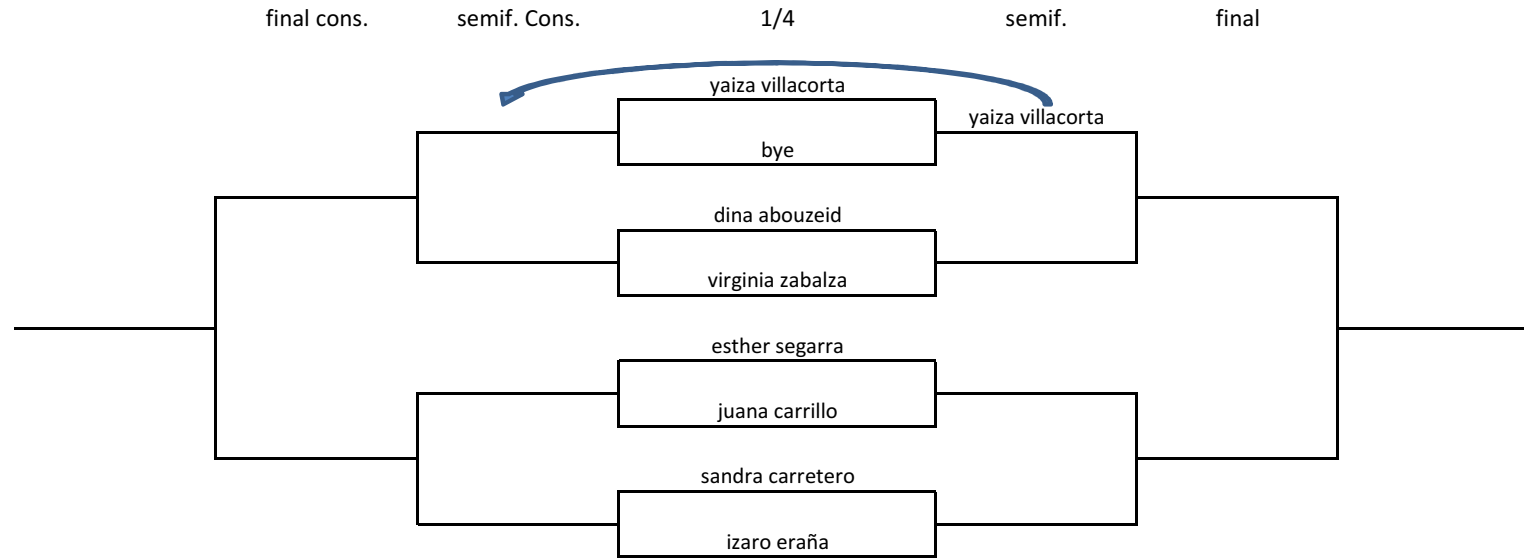 final cons. semif. Cons. 1/4 semif. final
yaiza villacorta
yaiza villacorta
bye
dina abouzeid
virginia zabalza
esther segarra
juana carrillo
sandra carretero
izaro eraña